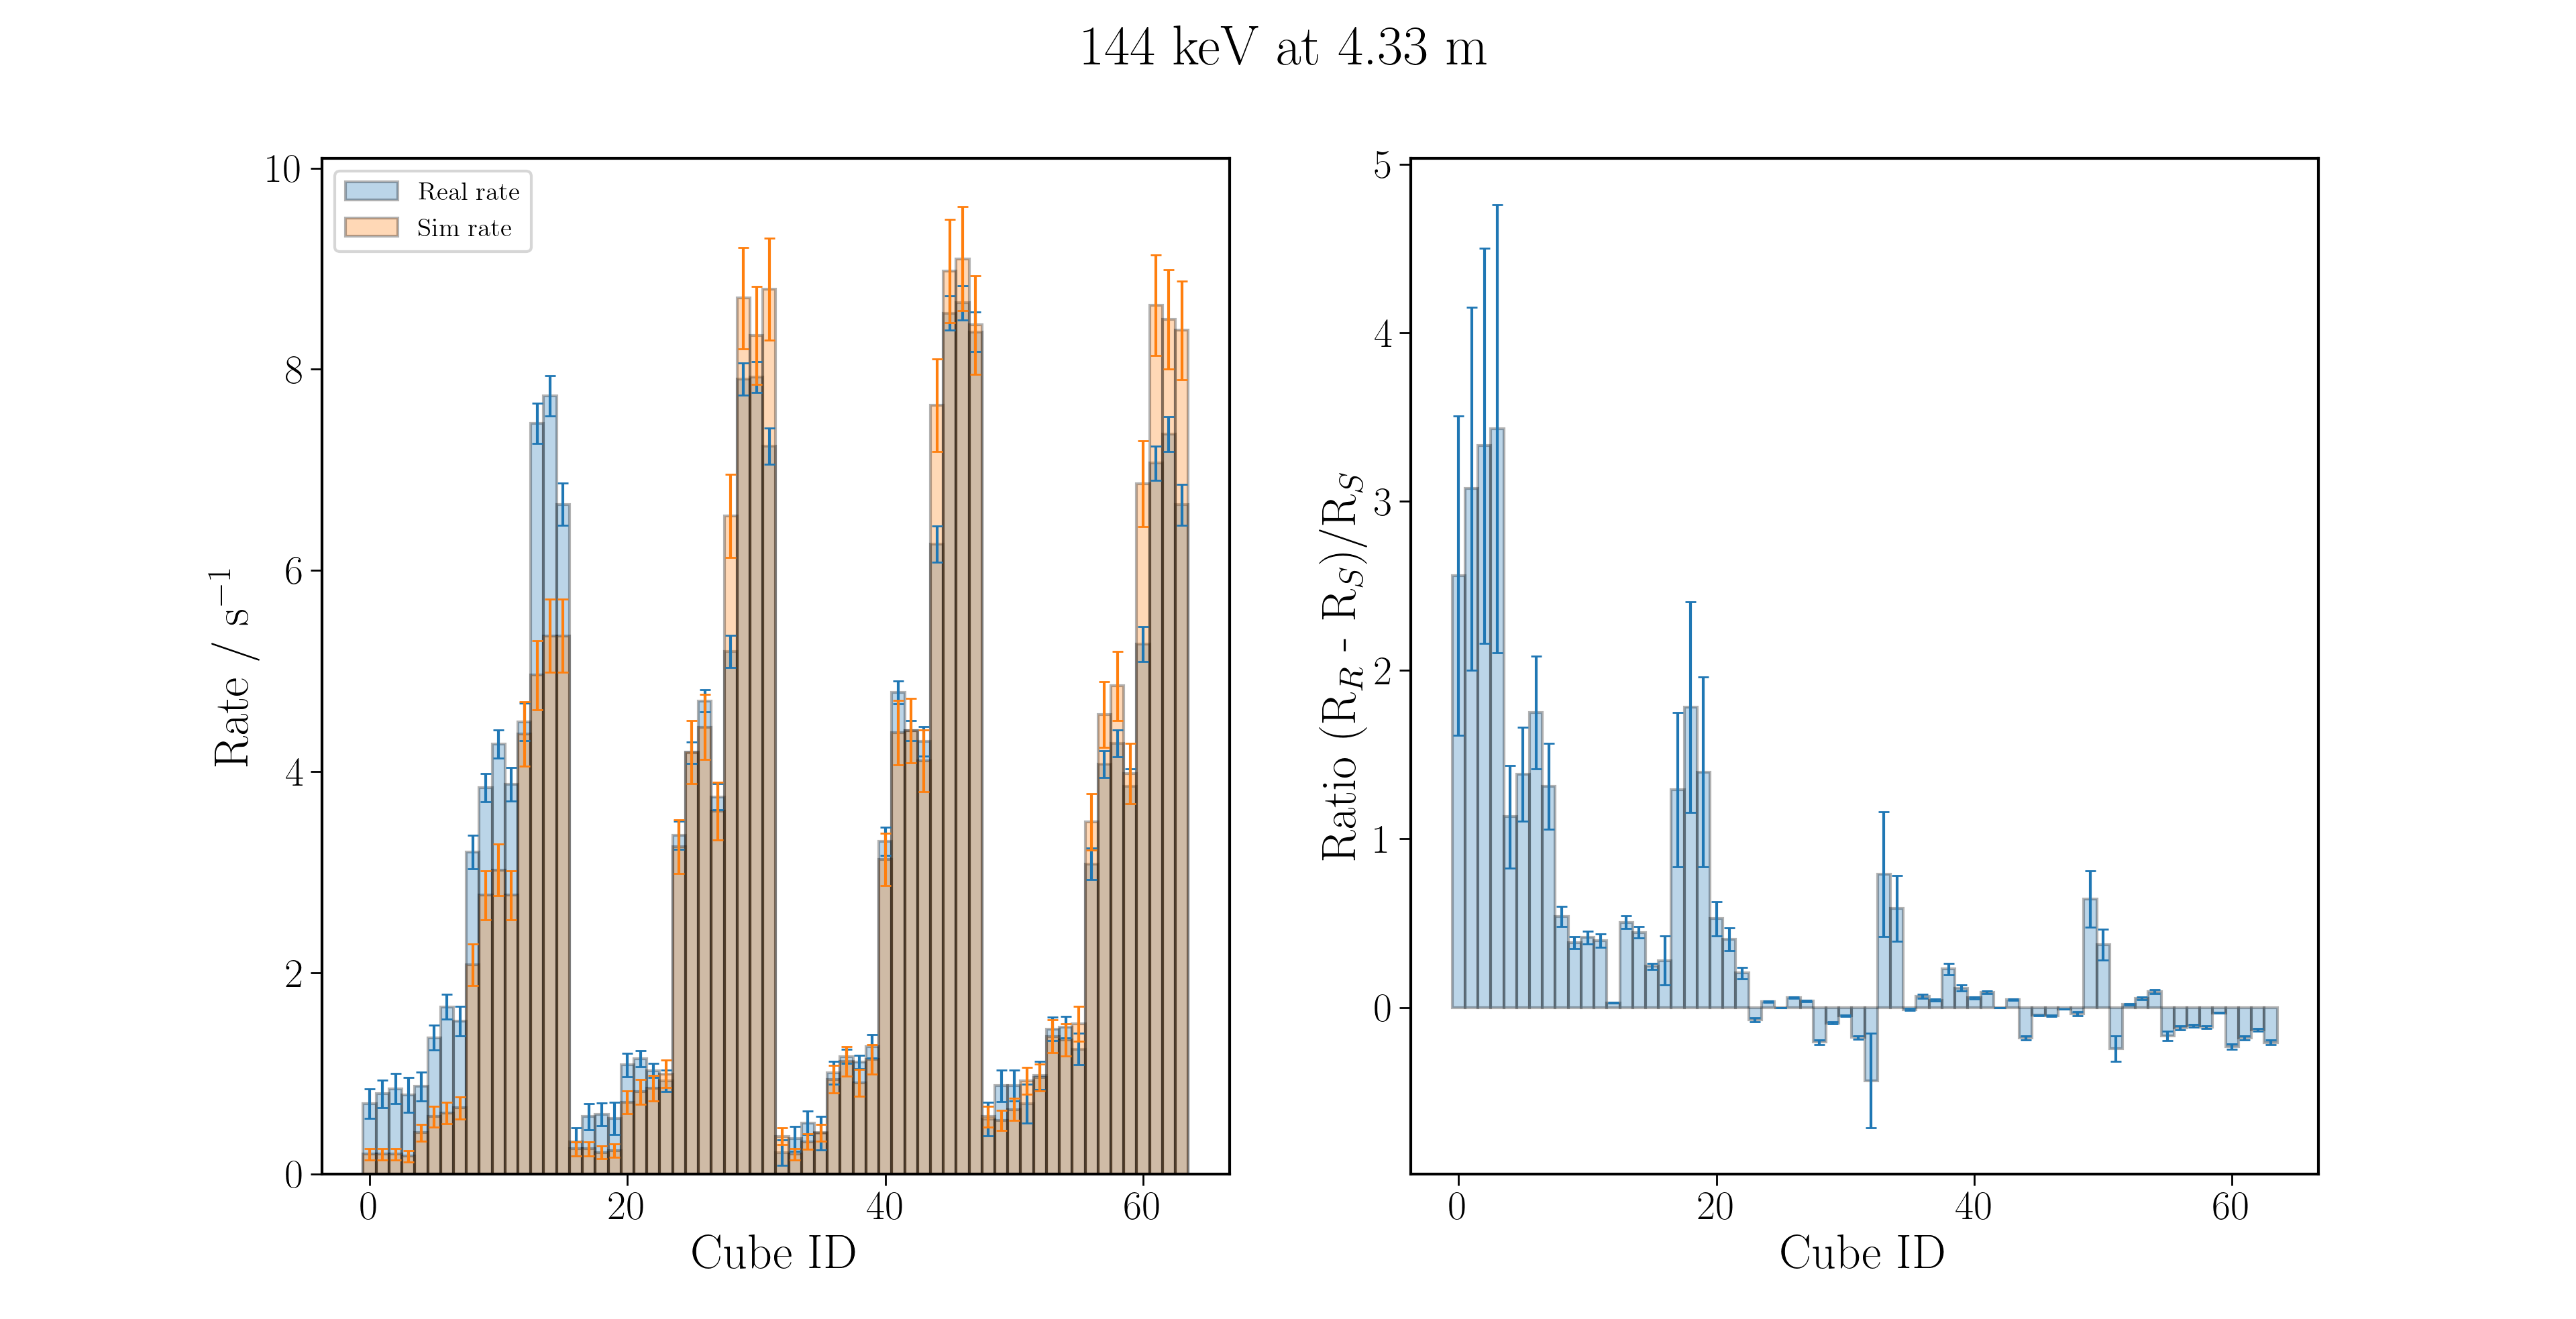 144 keV at 4.33 m
Rate / s⁻¹
10
8
6
4
2
0
Real rate
Sim rate
0 20 40 60
Cube ID
Ratio (R_R - R_S)/R_S
5
4
3
2
1
0
0 20 40 60
Cube ID